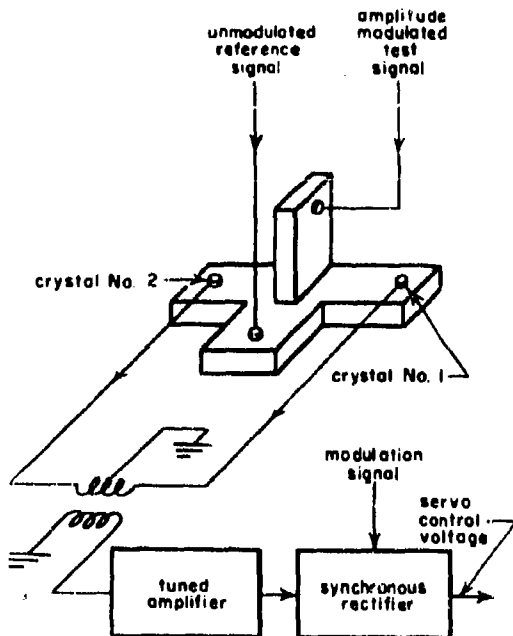 unmodulated
reference
signal
amplitude
modulated
test
signal
crystal No. 2
crystal No. 1
modulation
signal
servo
control
voltage
tuned
amplifier
synchronous
rectifier